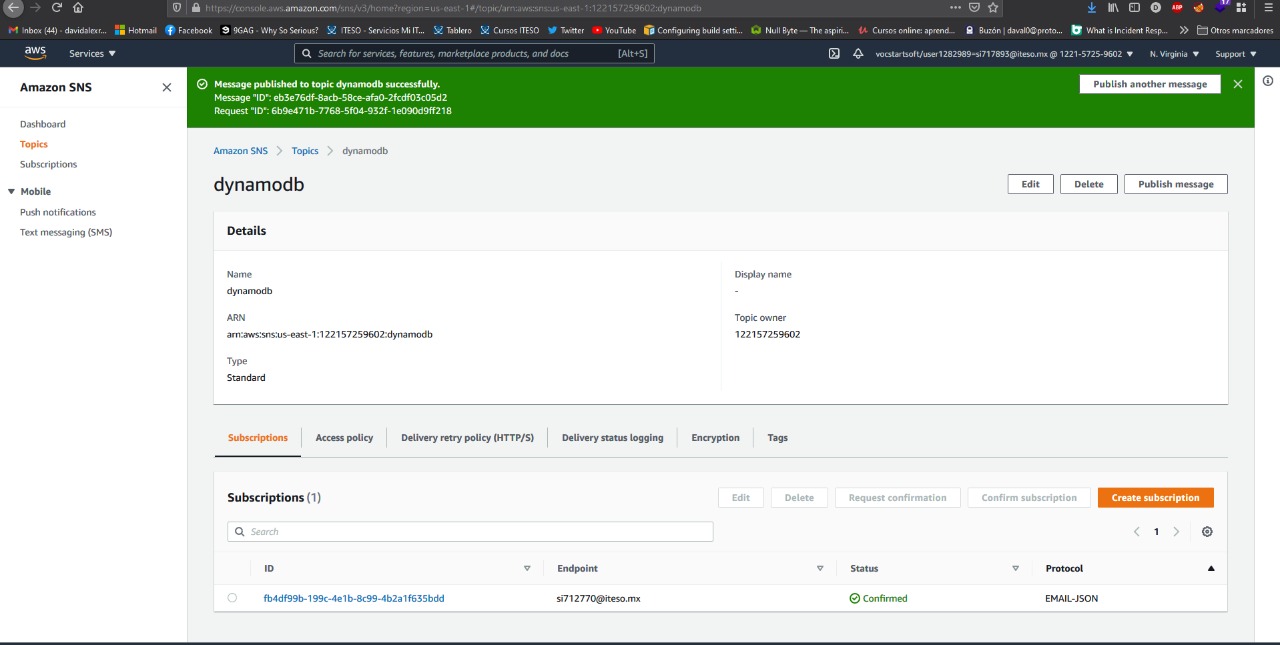 https://console.aws.amazon.com/sns/v3/home?region=us-east-1#/topic/arn:aws:sns:us-east-1:122157259602:dynamodb
Inbox (49) - davidalexr... Hotmail Facebook 9GAG - Why So Serious? ITESO - Servicios Mi IT... Tablero Cursos ITESO Twitter YouTube Configuring build setti... Null Byte — The aspiri... Cursos online: aprend... Buzón | daval0@proto... What is Incident Resp... Otros marcadores
aws Services Search for services, features, marketplace products, and docs [Alt+S] vocstartsoft/user1282989=si717893@iteso.mx @ 1221-5725-9602 N. Virginia Support
Amazon SNS
Dashboard
Topics
Subscriptions
Mobile
Push notifications
Text messaging (SMS)
Message published to topic dynamodb successfully.
Message "ID": eb3e76df-8acb-58ce-afa0-2fcdf03c05d2
Request "ID": 6b9e471b-7768-5f04-932f-1e090d9ff218
Publish another message
Amazon SNS Topics dynamodb
dynamodb
Edit Delete Publish message
Details
Name
dynamodb
ARN
arn:aws:sns:us-east-1:122157259602:dynamodb
Type
Standard
Display name
-
Topic owner
122157259602
Subscriptions Access policy Delivery retry policy (HTTP/S) Delivery status logging Encryption Tags
Subscriptions (1)
Edit Delete Request confirmation Confirm subscription Create subscription
Search
1
ID Endpoint Status Protocol
fb4df99b-199c-4e1b-8c99-4b2a1f635bdd si712770@iteso.mx Confirmed EMAIL-JSON